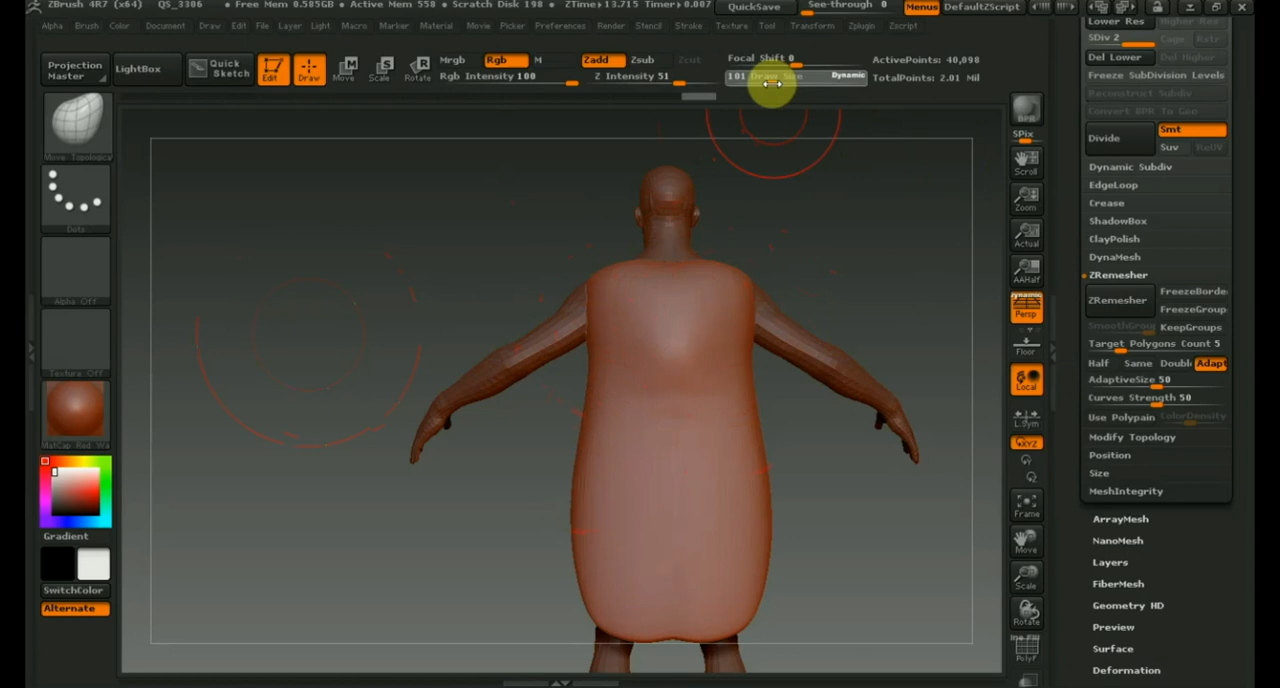 ZBrush 4R7 (x64) QS_3306 • Free Mem 0.585GB • Active Mem 558 • Scratch Disk 198 • ZTime▸13.715 Timer▸0.007 QuickSave See-through 0 Menus DefaultZScript
Alpha Brush Color Document Draw Edit File Layer Light Macro Marker Material Movie Picker Preferences Render Stencil Stroke Texture Tool Transform Zplugin Zscript
Projection
Master
LightBox
Quick
Sketch
Edit
Draw
Move
Scale
Rotate
Mrgb Rgb M
Rgb Intensity 100
Zadd Zsub Zcut
Z Intensity 51
Focal Shift 0
101 Draw Size Dynamic
ActivePoints: 40,098
TotalPoints: 2.01 Mil
Move Topologica
Dots
Alpha Off
Texture Off
MatCap Red Wa
Gradient
SwitchColor
Alternate
BPR
SPix
Scroll
Zoom
Actual
AAHalf
Dynamic
Persp
Floor
Local
L.Sym
XYZ
Frame
Move
Scale
Rotate
Line Fill
PolyF
Lower Res Higher Res
SDiv 2 Cage Rstr
Del Lower Del Higher
Freeze SubDivision Levels
Reconstruct Subdiv
Convert BPR To Geo
Divide
Smt
Suv ReUV
Dynamic Subdiv
EdgeLoop
Crease
ShadowBox
ClayPolish
DynaMesh
ZRemesher
ZRemesher
FreezeBorde
FreezeGroup
SmoothGroup KeepGroups
Target Polygons Count 5
Half Same Doubl Adapt
AdaptiveSize 50
Curves Strength 50
Use Polypain ColorDensity
Modify Topology
Position
Size
MeshIntegrity
ArrayMesh
NanoMesh
Layers
FiberMesh
Geometry HD
Preview
Surface
Deformation